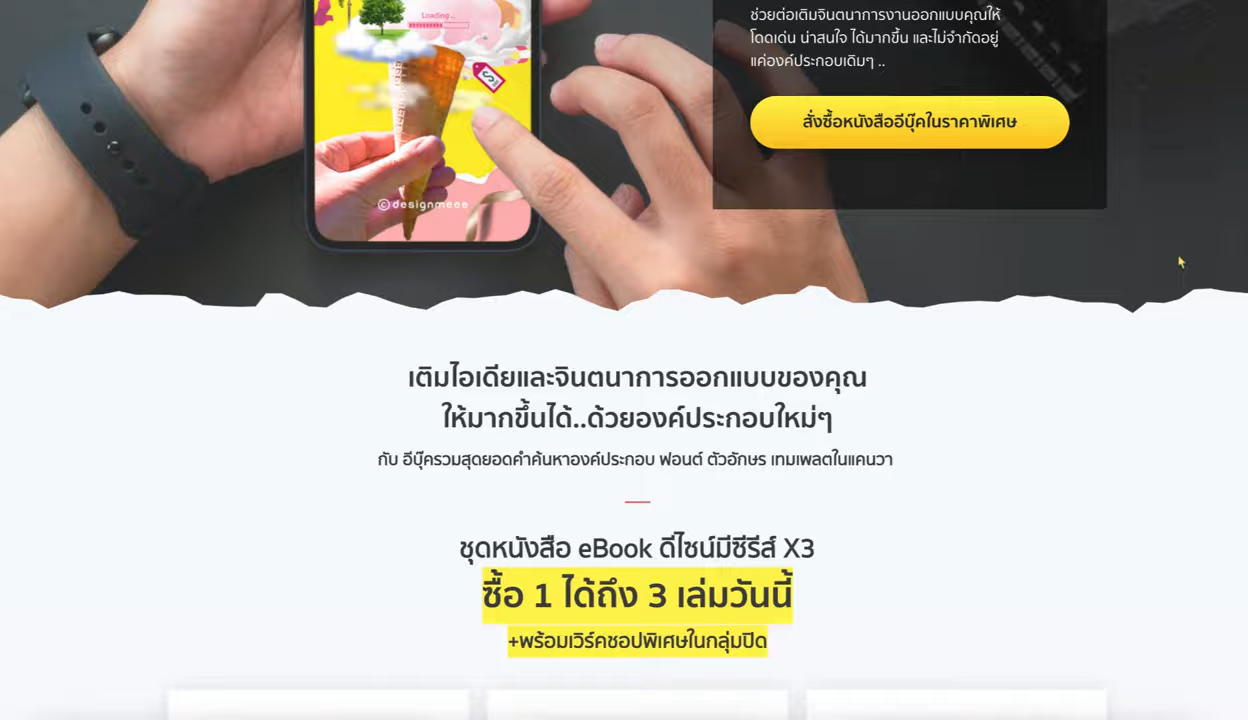 Loading..
ช่วยต่อเติมจินตนาการงานออกแบบคุณให้
โดดเด่น น่าสนใจ ได้มากขึ้น และไม่จำกัดอยู่
แค่องค์ประกอบเดิมๆ ..
สั่งซื้อหนังสืออีบุ๊คในราคาพิเศษ
©designmeee
เติมไอเดียและจินตนาการออกแบบของคุณ
ให้มากขึ้นได้..ด้วยองค์ประกอบใหม่ๆ
กับ อีบุ๊ครวมสุดยอดคำค้นหาองค์ประกอบ ฟอนต์ ตัวอักษร เทมเพลตในแคนวา
ชุดหนังสือ eBook ดีไซน์มีซีรีส์ X3
ซื้อ 1 ได้ถึง 3 เล่มวันนี้
+พร้อมเวิร์คชอปพิเศษในกลุ่มปิด